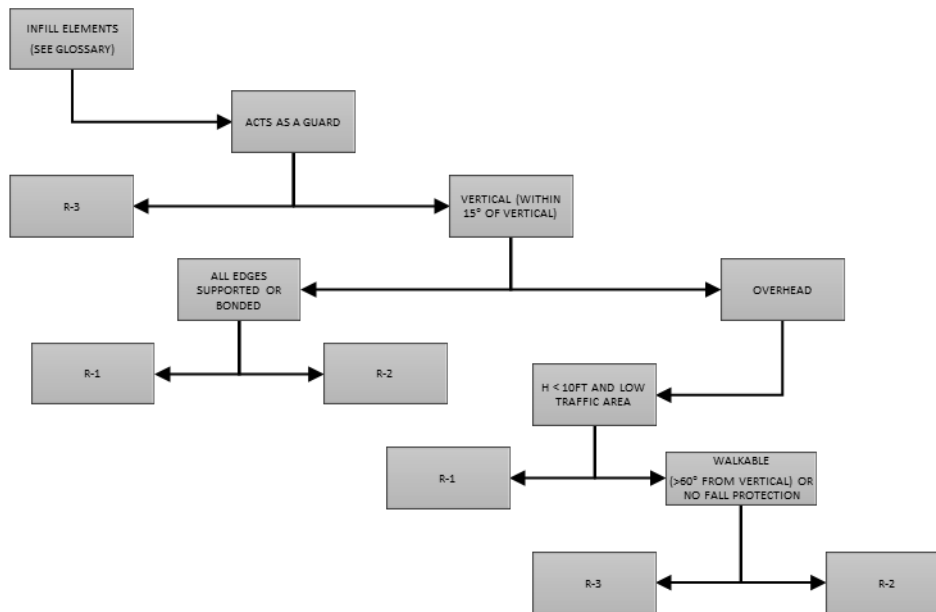 INFILL ELEMENTS
(SEE GLOSSARY)
ACTS AS A GUARD
R-3
VERTICAL (WITHIN
15° OF VERTICAL)
ALL EDGES
SUPPORTED OR
BONDED
OVERHEAD
R-1
R-2
H < 10FT AND LOW
TRAFFIC AREA
R-1
WALKABLE
(>60° FROM VERTICAL) OR
NO FALL PROTECTION
R-3
R-2